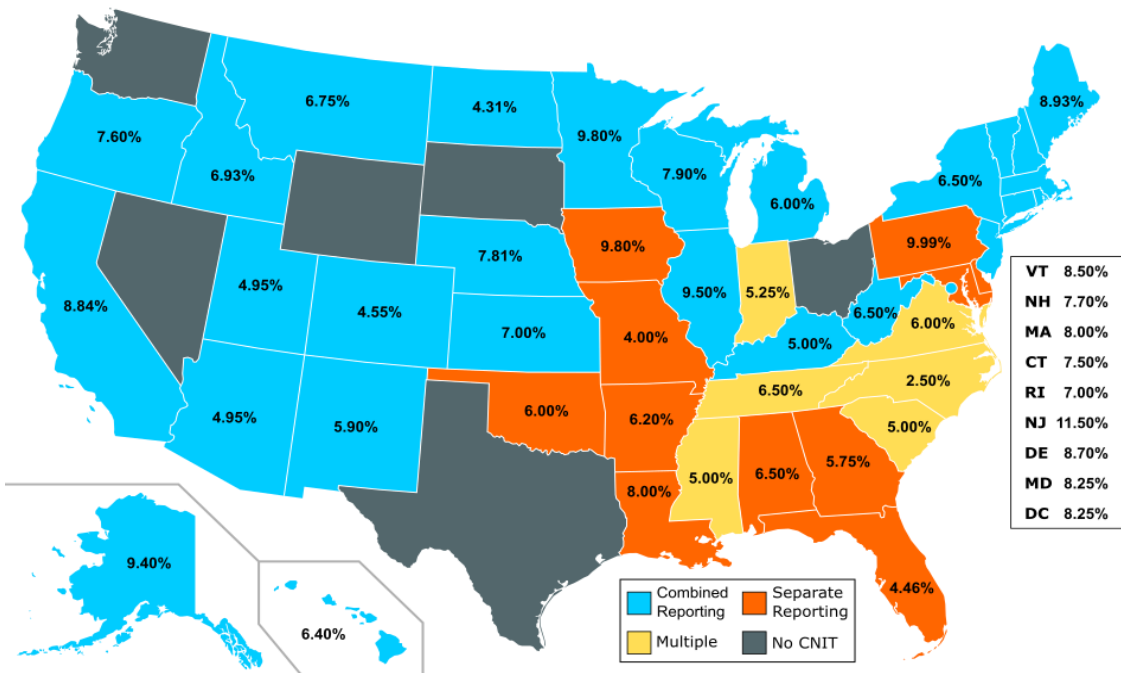 8.93%
6.75%
4.31%
9.80%
7.60%
7.90%
6.93%
6.50%
6.00%
9.80%
9.99%
7.81%
VT 8.50%
4.95%
9.50%
5.25%
NH 7.70%
8.84%
4.55%
6.50%
6.00%
MA 8.00%
7.00%
4.00%
5.00%
CT 7.50%
6.50%
2.50%
RI 7.00%
4.95%
5.90%
6.00%
6.20%
5.00%
NJ 11.50%
5.75%
DE 8.70%
8.00%
5.00%
6.50%
MD 8.25%
DC 8.25%
9.40%
4.46%
6.40%
Combined
Reporting
Separate
Reporting
Multiple
No CNIT